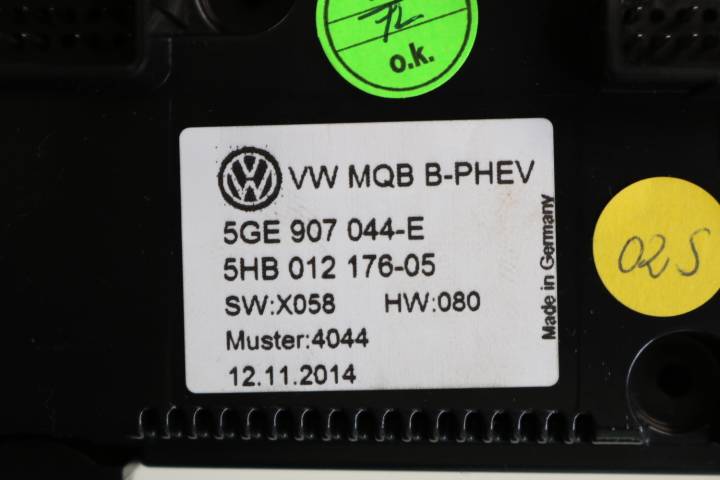 o.k.
VW MQB B-PHEV
5GE 907 044-E
5HB 012 176-05
SW:X058 HW:080
Muster:4044
12.11.2014
Made in Germany
02S